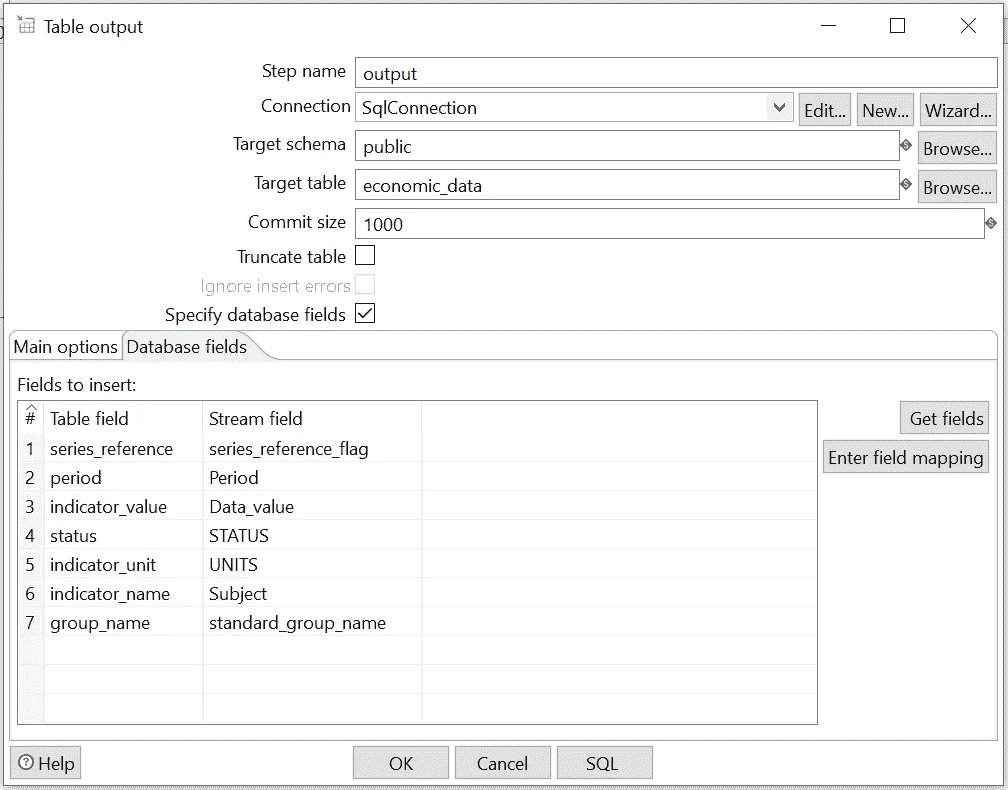 Table output
Step name output
Connection SqlConnection Edit... New... Wizard...
Target schema public Browse...
Target table economic_data Browse...
Commit size 1000
Truncate table
Ignore insert errors
Specify database fields
Main options Database fields
Fields to insert:
# Table field Stream field Get fields
1 series_reference series_reference_flag
Enter field mapping
2 period Period
3 indicator_value Data_value
4 status STATUS
5 indicator_unit UNITS
6 indicator_name Subject
7 group_name standard_group_name
Help OK Cancel SQL